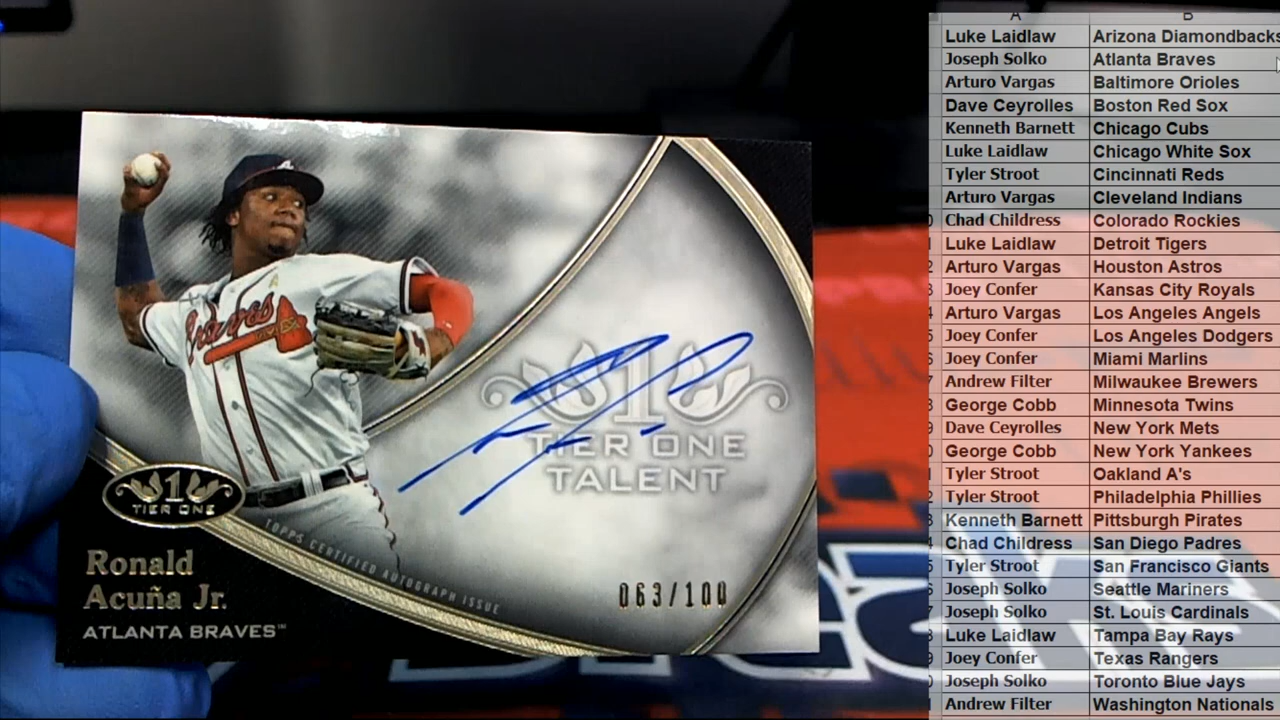 Braves
1
TIER ONE
TALENT
1
TIER ONE
TOPPS CERTIFIED AUTOGRAPH ISSUE
Ronald
Acuña Jr.
ATLANTA BRAVES™
063/100
A B
Luke Laidlaw Arizona Diamondbacks
Joseph Solko Atlanta Braves
Arturo Vargas Baltimore Orioles
Dave Ceyrolles Boston Red Sox
Kenneth Barnett Chicago Cubs
Luke Laidlaw Chicago White Sox
Tyler Stroot Cincinnati Reds
Arturo Vargas Cleveland Indians
Chad Childress Colorado Rockies
Luke Laidlaw Detroit Tigers
Arturo Vargas Houston Astros
Joey Confer Kansas City Royals
Arturo Vargas Los Angeles Angels
Joey Confer Los Angeles Dodgers
Joey Confer Miami Marlins
Andrew Filter Milwaukee Brewers
George Cobb Minnesota Twins
Dave Ceyrolles New York Mets
George Cobb New York Yankees
Tyler Stroot Oakland A's
Tyler Stroot Philadelphia Phillies
Kenneth Barnett Pittsburgh Pirates
Chad Childress San Diego Padres
Tyler Stroot San Francisco Giants
Joseph Solko Seattle Mariners
Joseph Solko St. Louis Cardinals
Luke Laidlaw Tampa Bay Rays
Joey Confer Texas Rangers
Joseph Solko Toronto Blue Jays
Andrew Filter Washington Nationals